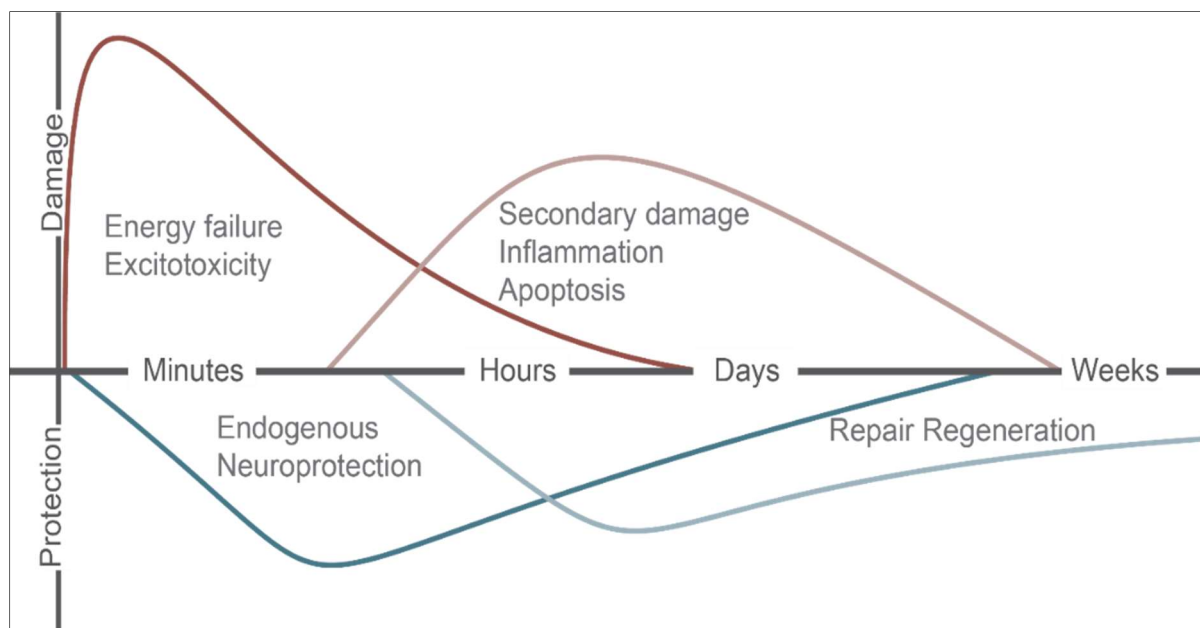 Damage
Energy failure
Excitotoxicity
Secondary damage
Inflammation
Apoptosis
Minutes
Hours
Days
Weeks
Protection
Endogenous
Neuroprotection
Repair Regeneration